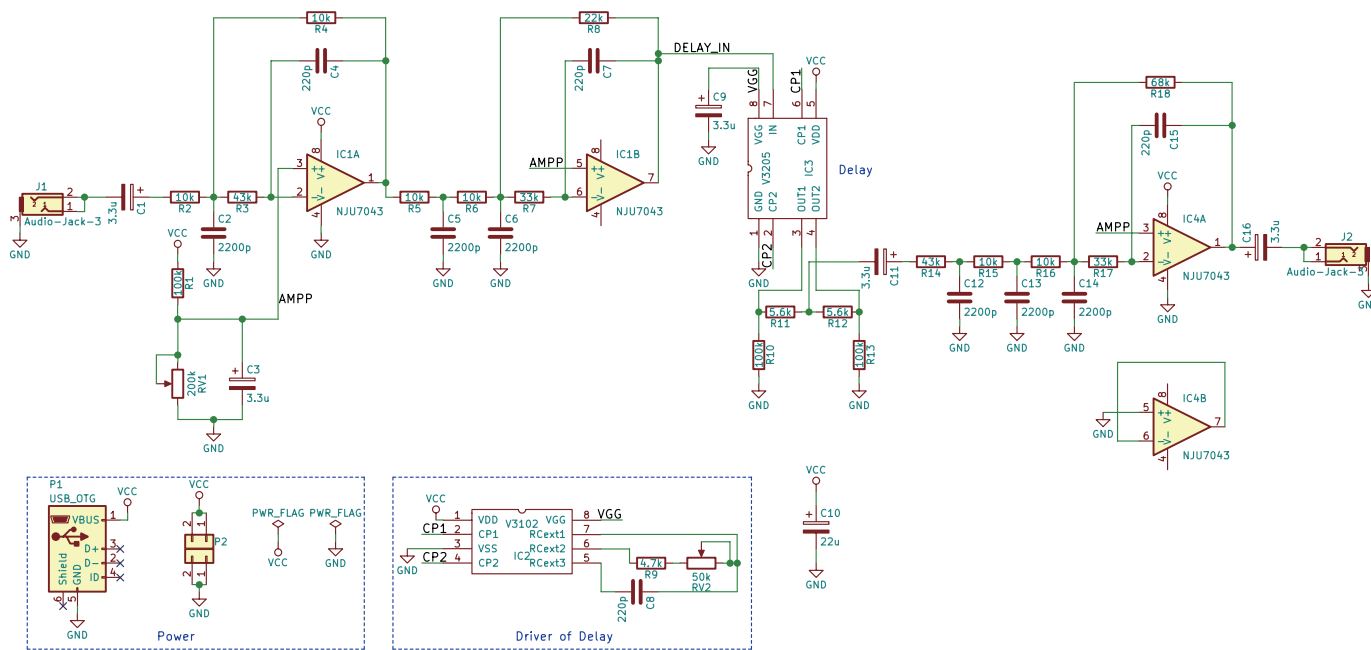 10k
R4
220p
C4
VCC
8
IC1A
3
V+
1
2
V-
4
NJU7043
GND
J1
2
1
3
Audio-Jack-3
GND
3.3u
C1
10k
R2
43k
R3
C2
2200p
GND
VCC
100k
R1
AMPP
200k
RV1
C3
3.3u
GND
22k
R8
220p
C7
DELAY_IN
8
IC1B
AMPP
5
V+
7
6
V-
4
NJU7043
10k
R5
10k
R6
33k
R7
C5
2200p
GND
C6
2200p
GND
C9
3.3u
GND
VGG
CP1
VCC
8
7
6
5
VGG
IN
CP1
VDD
V3205
IC3
GND
CP2
OUT1
OUT2
1
2
3
4
CP2
GND
Delay
5.6k
R11
5.6k
R12
100k
R10
100k
R13
GND
GND
3.3u
C11
43k
R14
10k
R15
10k
R16
33k
R17
C12
2200p
GND
C13
2200p
GND
C14
2200p
GND
68k
R18
220p
C15
VCC
8
IC4A
AMPP
3
V+
1
2
V-
4
NJU7043
GND
C16
3.3u
J2
2
1
3
Audio-Jack-3
8
IC4B
5
V+
7
6
V-
4
NJU7043
GND
P1
USB_OTG
VCC
VBUS
1
D+
3
D-
2
ID
4
Shield
GND
6
5
GND
VCC
2
1
P2
2
1
GND
PWR_FLAG
PWR_FLAG
VCC
GND
Power
VCC
1
VDD
V3102
VGG
8
VGG
CP1
2
CP1
RCext1
7
3
VSS
RCext2
6
CP2
4
CP2
IC2
RCext3
5
GND
4.7k
R9
50k
RV2
220p
C8
Driver of Delay
VCC
C10
22u
GND